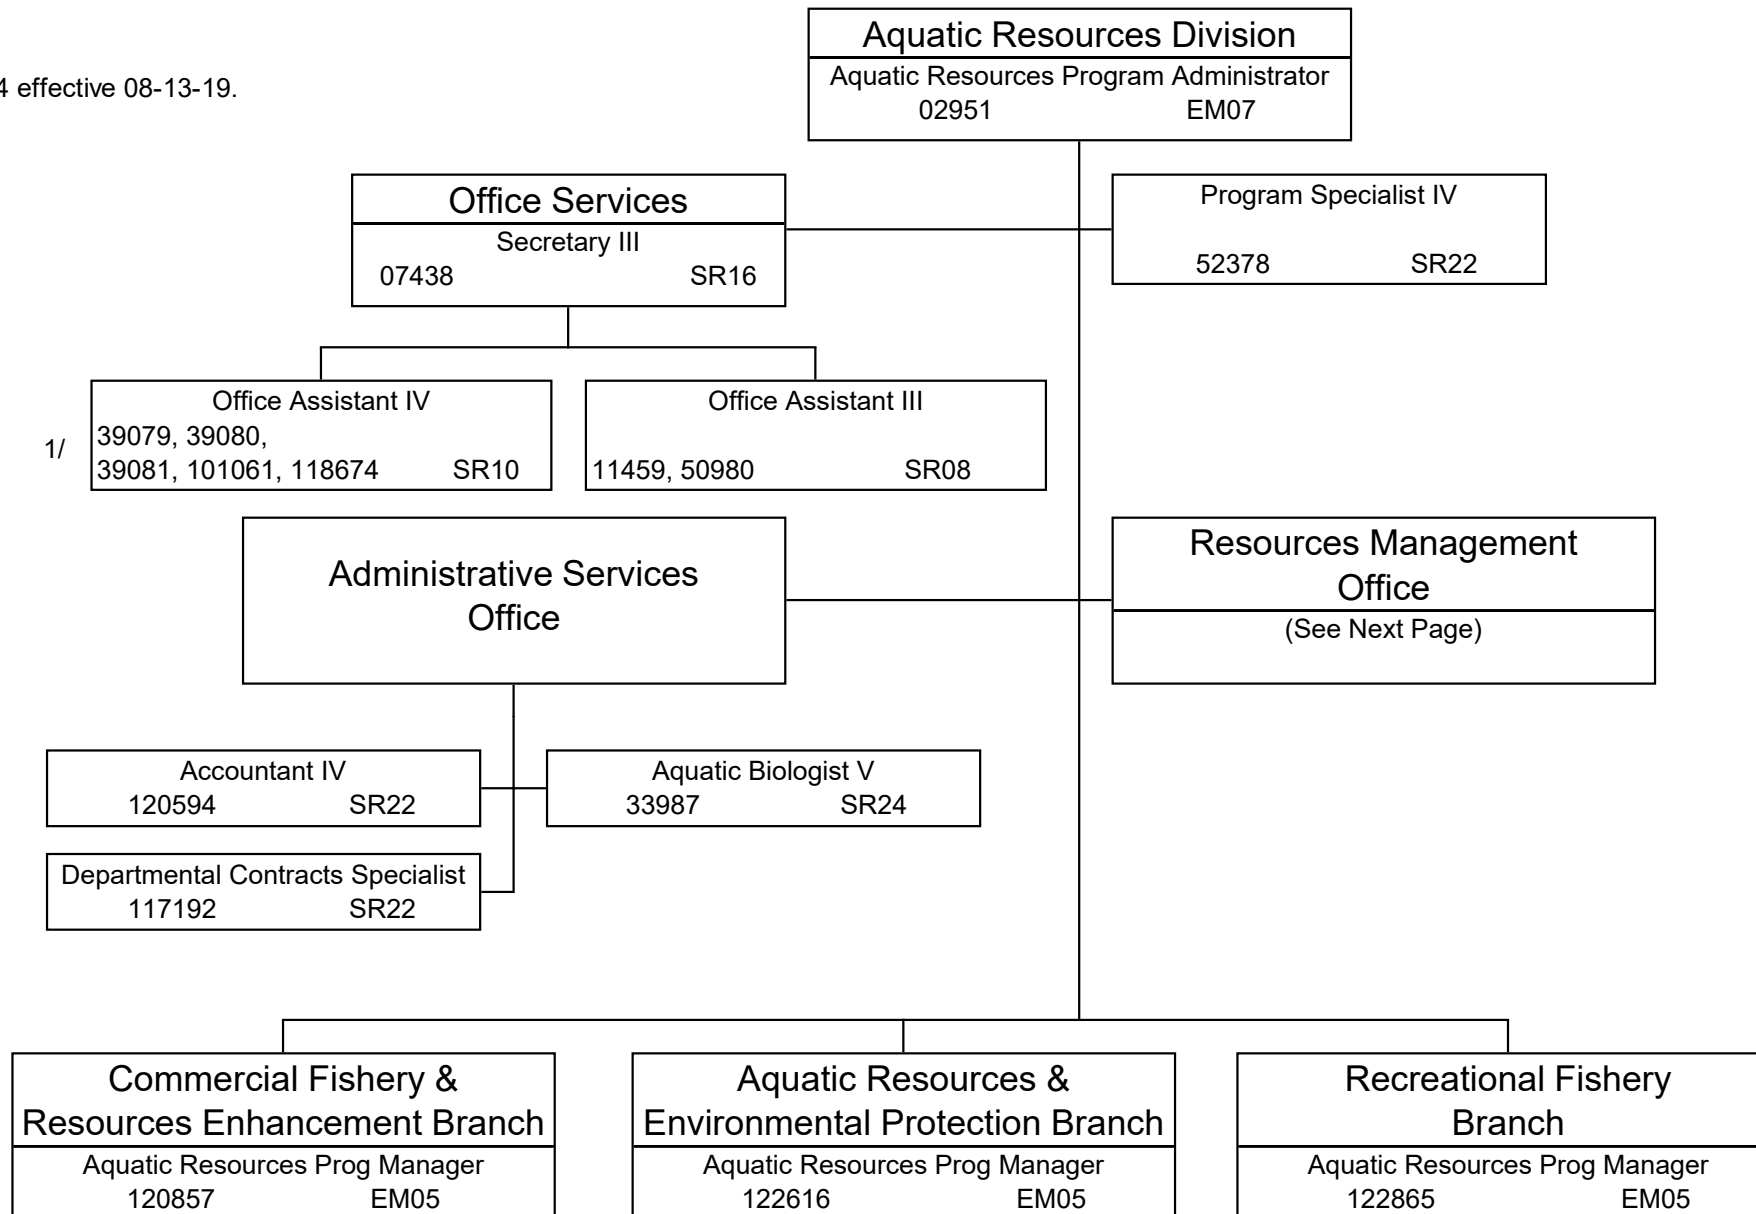 Aquatic Resources Division
Aquatic Resources Program Administrator
02951 EM07
4 effective 08-13-19.
Office Services
Secretary III
07438 SR16
Program Specialist IV
52378 SR22
Office Assistant IV
1/ 39079, 39080,
39081, 101061, 118674 SR10
Office Assistant III
11459, 50980 SR08
Administrative Services
Office
Resources Management
Office
(See Next Page)
Accountant IV
120594 SR22
Aquatic Biologist V
33987 SR24
Departmental Contracts Specialist
117192 SR22
Commercial Fishery &
Resources Enhancement Branch
Aquatic Resources Prog Manager
120857 EM05
Aquatic Resources &
Environmental Protection Branch
Aquatic Resources Prog Manager
122616 EM05
Recreational Fishery
Branch
Aquatic Resources Prog Manager
122865 EM05